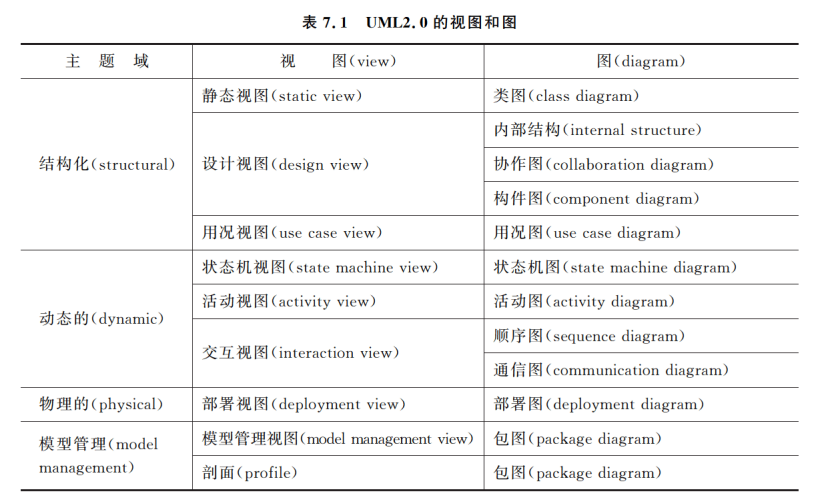 表 7.1 UML2.0 的视图和图
主 题 域 视 图(view) 图(diagram)
结构化(structural) 静态视图(static view) 类图(class diagram)
设计视图(design view) 内部结构(internal structure)
协作图(collaboration diagram)
构件图(component diagram)
用况视图(use case view) 用况图(use case diagram)
动态的(dynamic) 状态机视图(state machine view) 状态机图(state machine diagram)
活动视图(activity view) 活动图(activity diagram)
交互视图(interaction view) 顺序图(sequence diagram)
通信图(communication diagram)
物理的(physical) 部署视图(deployment view) 部署图(deployment diagram)
模型管理(model
management) 模型管理视图(model management view) 包图(package diagram)
剖面(profile) 包图(package diagram)